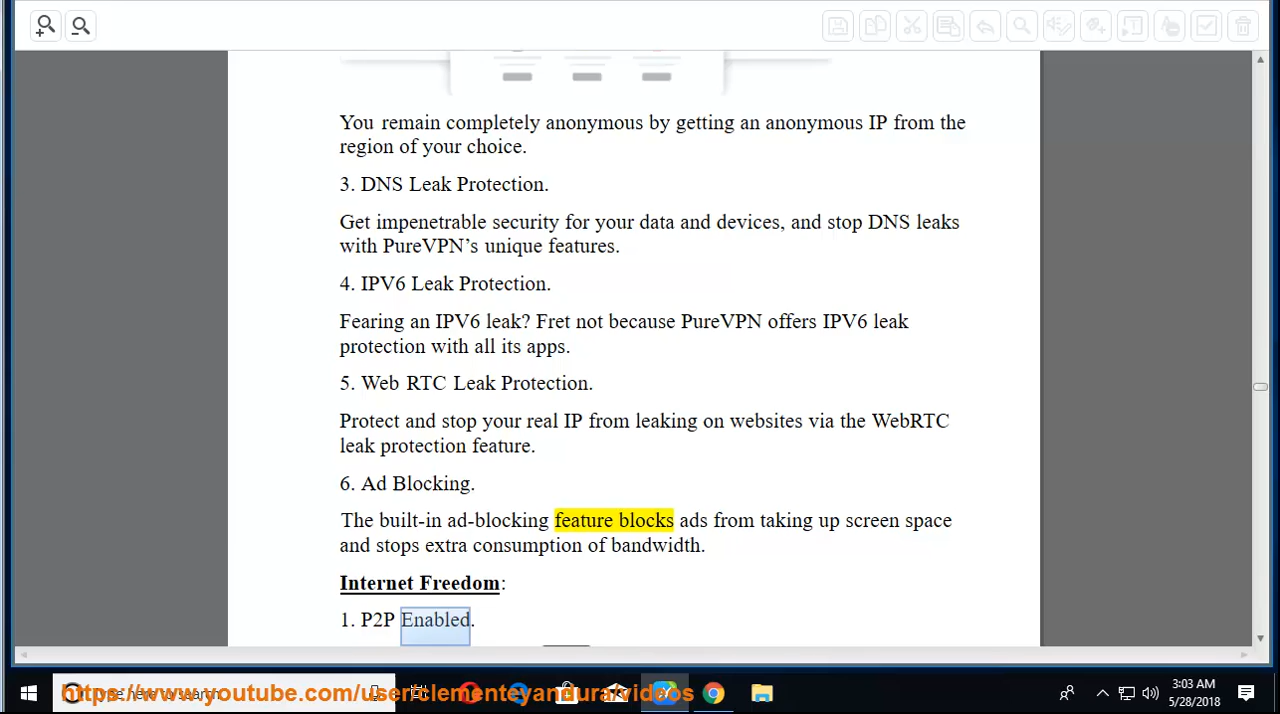 You remain completely anonymous by getting an anonymous IP from the
region of your choice.
3. DNS Leak Protection.
Get impenetrable security for your data and devices, and stop DNS leaks
with PureVPN’s unique features.
4. IPV6 Leak Protection.
Fearing an IPV6 leak? Fret not because PureVPN offers IPV6 leak
protection with all its apps.
5. Web RTC Leak Protection.
Protect and stop your real IP from leaking on websites via the WebRTC
leak protection feature.
6. Ad Blocking.
The built-in ad-blocking feature blocks ads from taking up screen space
and stops extra consumption of bandwidth.
Internet Freedom:
1. P2P Enabled.
Type here to search
https://www.youtube.com/user/clementeyandura/videos
3:03 AM
5/28/2018